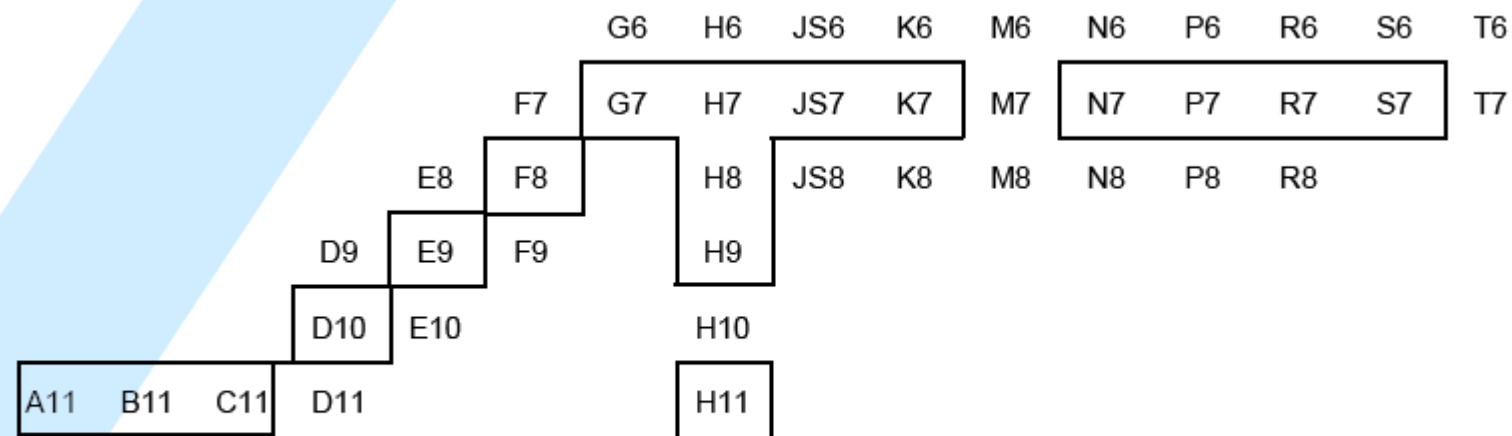 G6 H6 JS6 K6 M6 N6 P6 R6 S6 T6
F7 G7 H7 JS7 K7 M7 N7 P7 R7 S7 T7
E8 F8 H8 JS8 K8 M8 N8 P8 R8
D9 E9 F9 H9
D10 E10 H10
A11 B11 C11 D11 H11